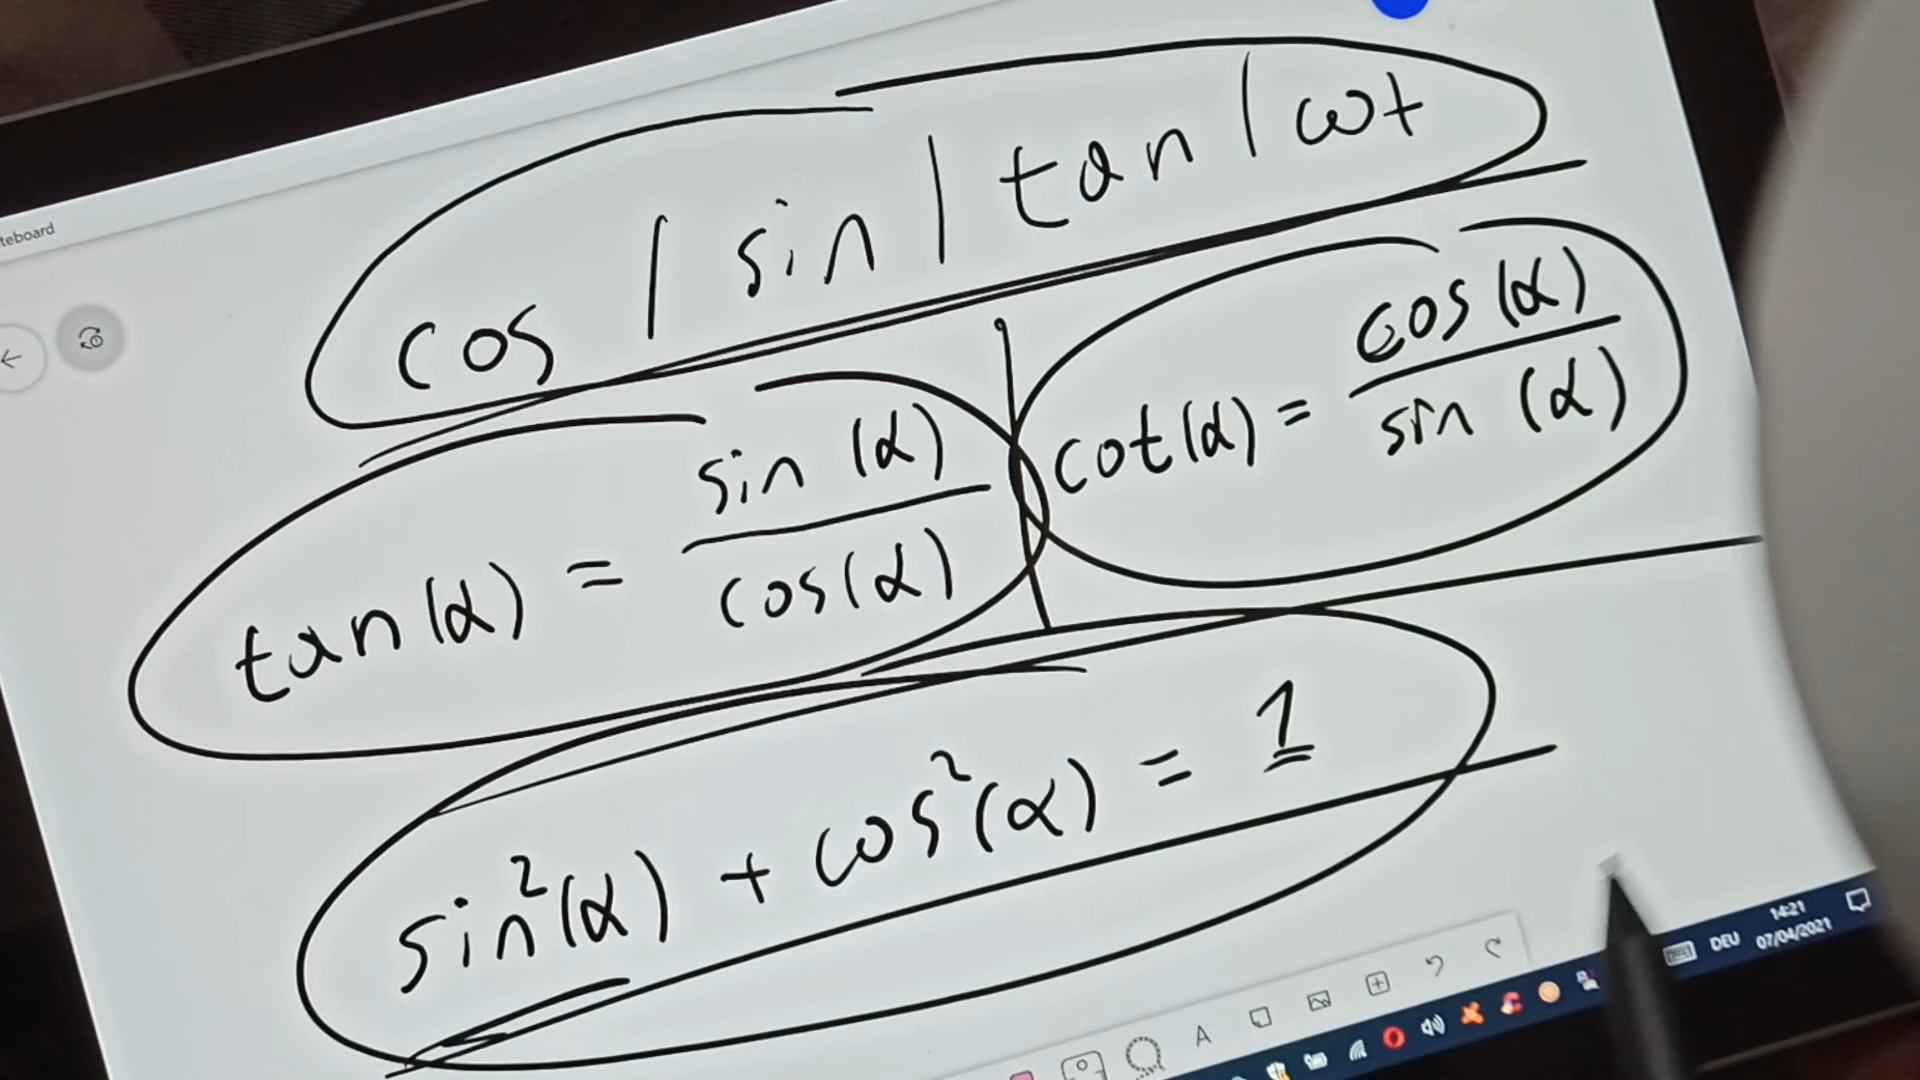 teboard
cos | sin | tan | cot
tan(α) = sin(α) / cos(α)
cot(α) = cos(α) / sin(α)
sin²(α) + cos²(α) = 1
A
DEU
14:21
07/04/2021